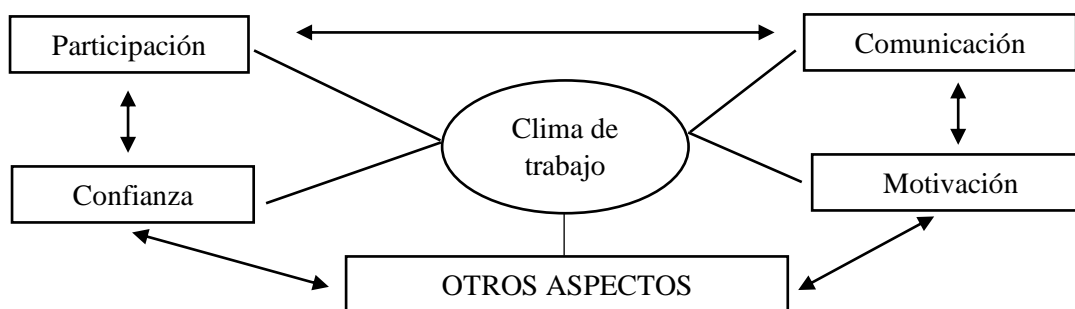 Participación
Comunicación
Clima de
trabajo
Confianza
Motivación
OTROS ASPECTOS